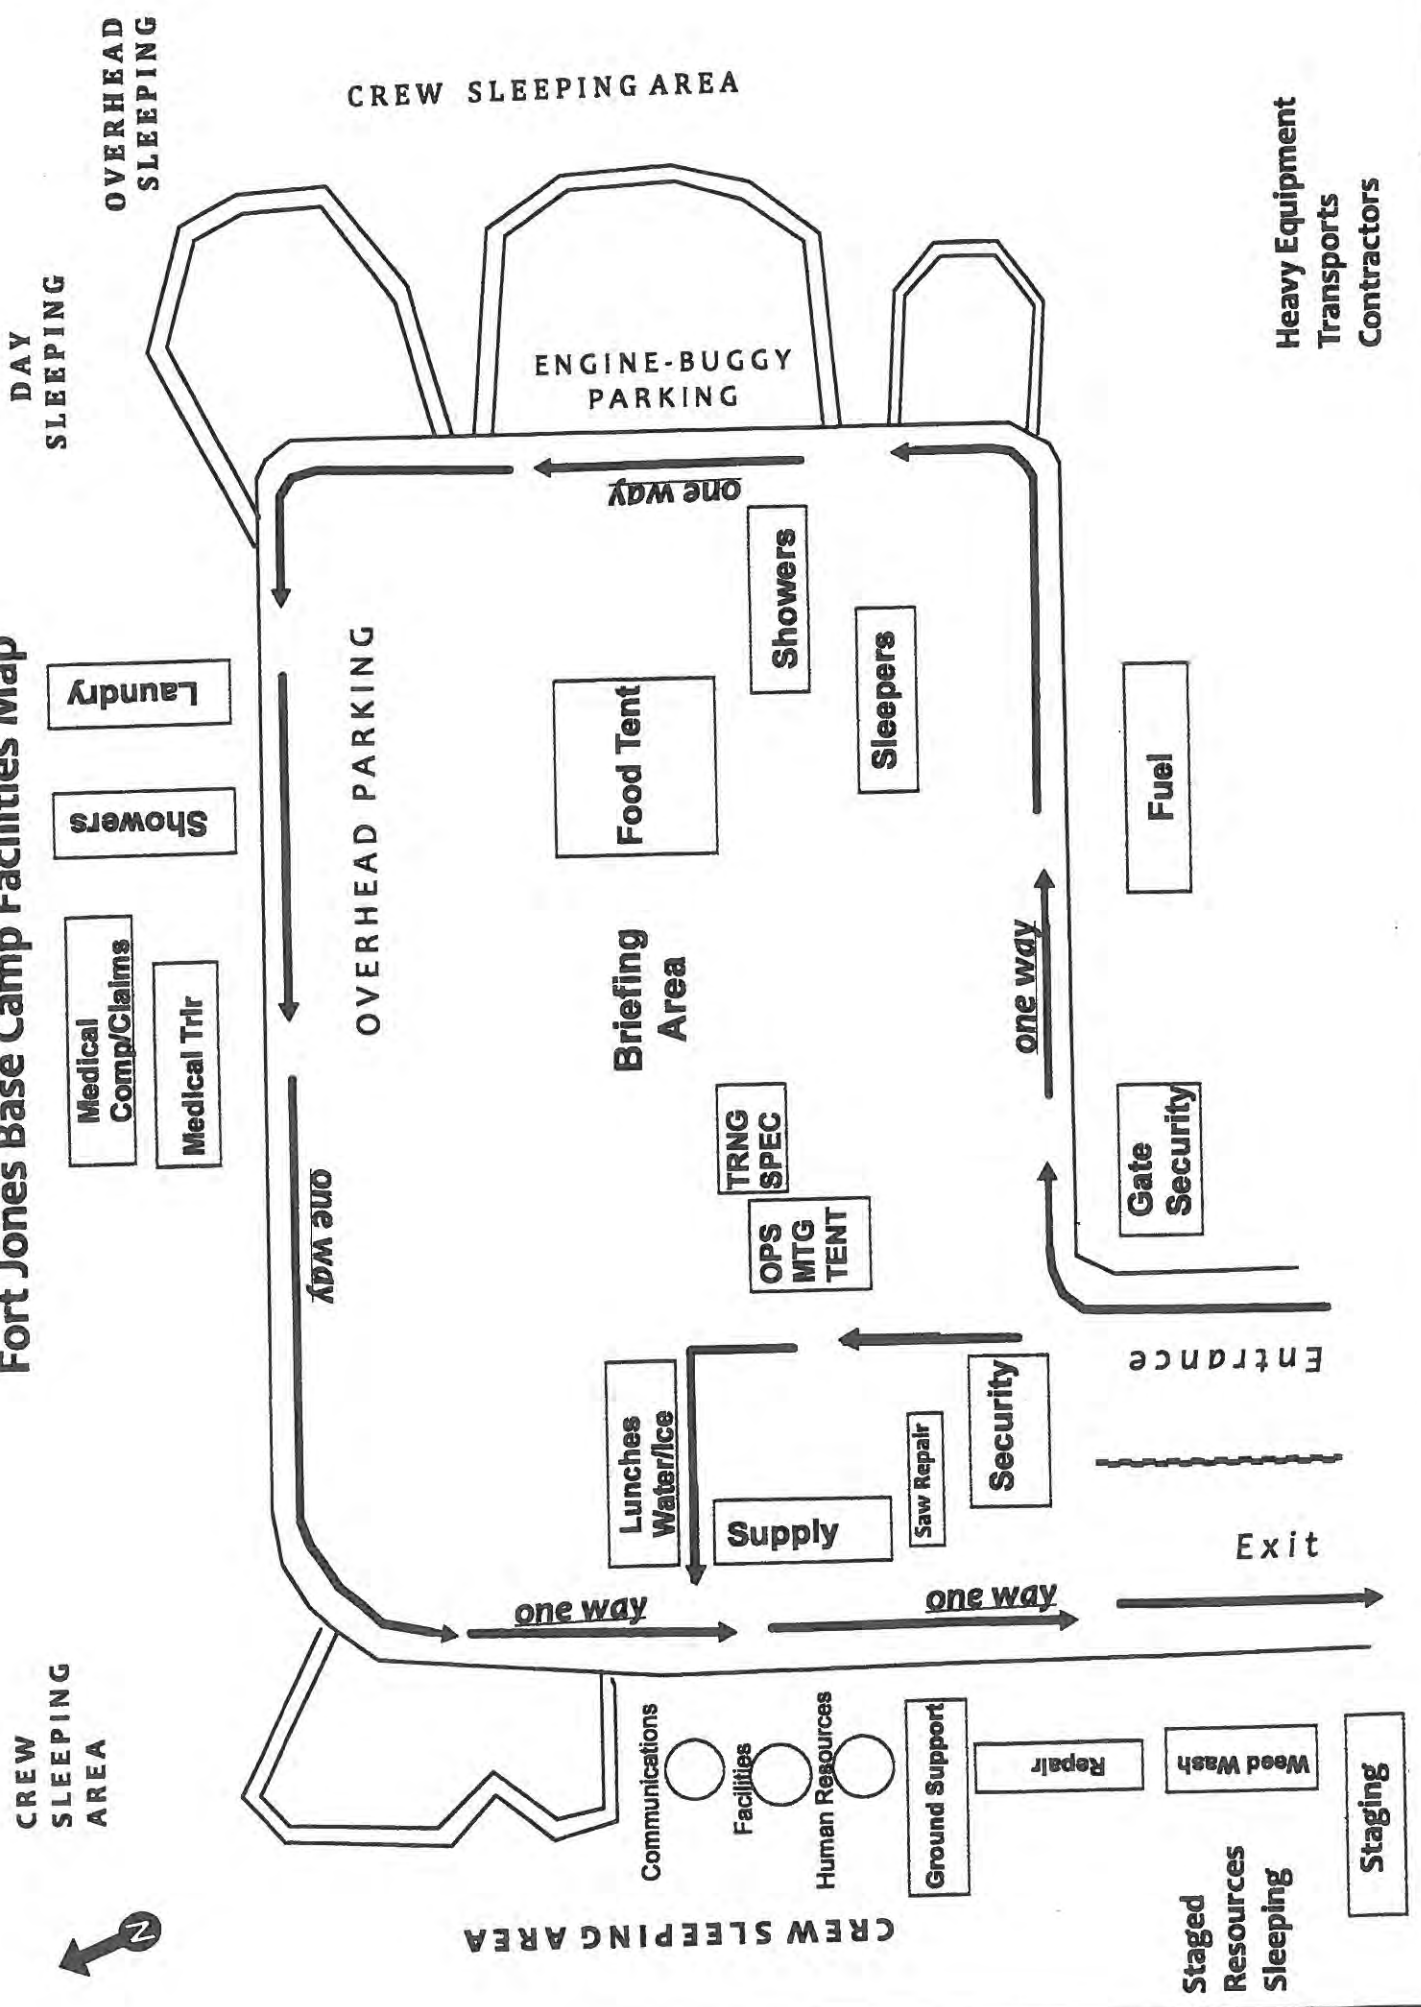 Fort Jones Base Camp Facilities Map
CREW
SLEEPING
AREA
DAY
SLEEPING
OVERHEAD
SLEEPING
Medical
Comp/Claims
Medical Trlr
Showers
Laundry
CREW SLEEPING AREA
one way
OVERHEAD PARKING
ENGINE-BUGGY
PARKING
one way
Briefing
Area
Food Tent
Showers
Sleepers
TRNG
SPEC
OPS
MTG
TENT
Lunches
Water/Ice
Supply
Saw Repair
Security
one way
one way
one way
Communications
Facilities
Human Resources
Ground Support
Repair
Weed Wash
Staging
CREW SLEEPING AREA
Staged
Resources
Sleeping
Exit
Entrance
Gate
Security
Fuel
Heavy Equipment
Transports
Contractors
N